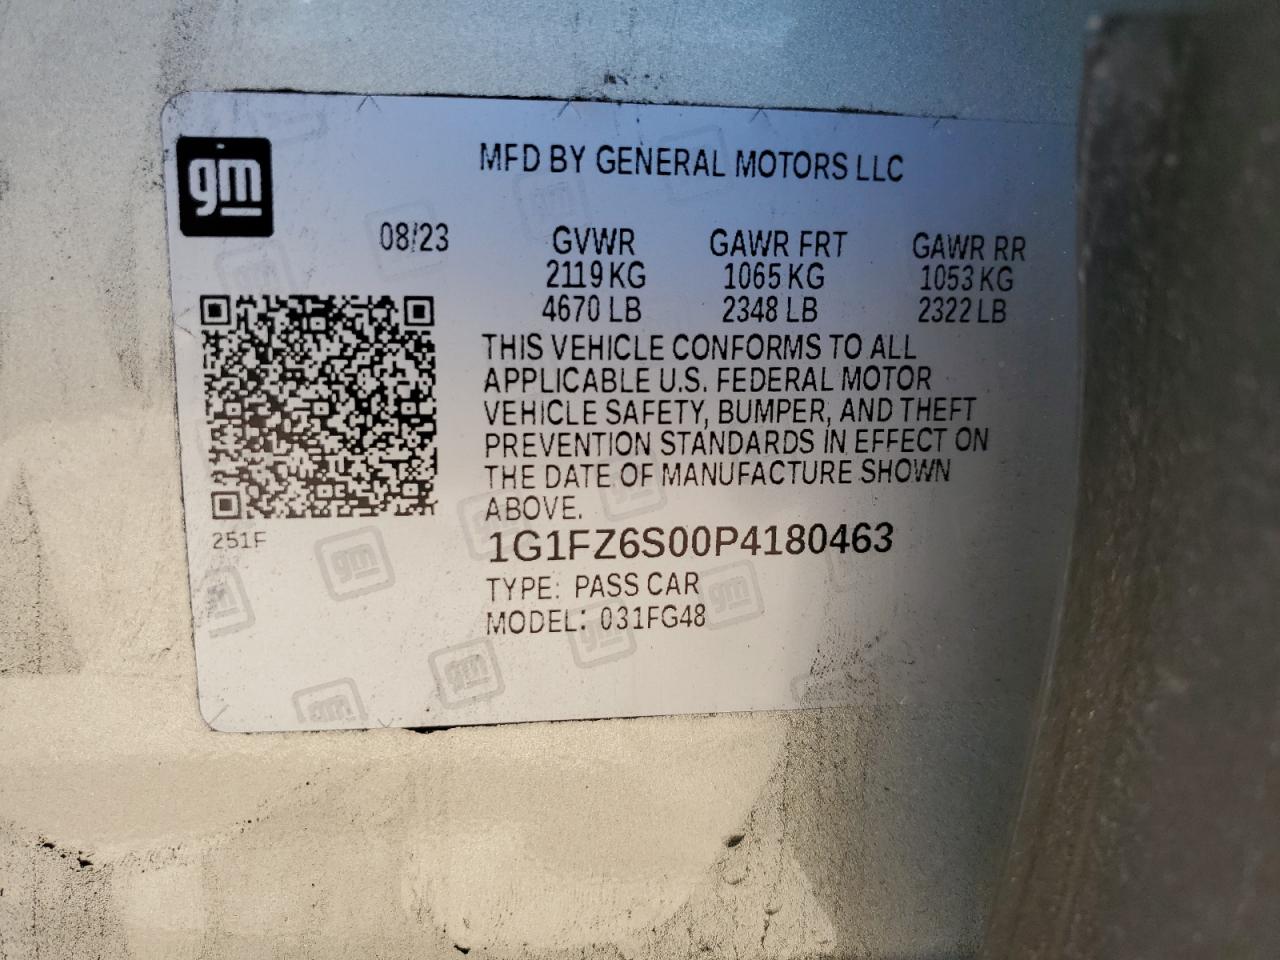 gm
MFD BY GENERAL MOTORS LLC
08/23
GVWR GAWR FRT GAWR RR
2119 KG 1065 KG 1053 KG
4670 LB 2348 LB 2322 LB
THIS VEHICLE CONFORMS TO ALL
APPLICABLE U.S. FEDERAL MOTOR
VEHICLE SAFETY, BUMPER, AND THEFT
PREVENTION STANDARDS IN EFFECT ON
THE DATE OF MANUFACTURE SHOWN
ABOVE.
251F
1G1FZ6S00P4180463
TYPE: PASS CAR
MODEL: 031FG48